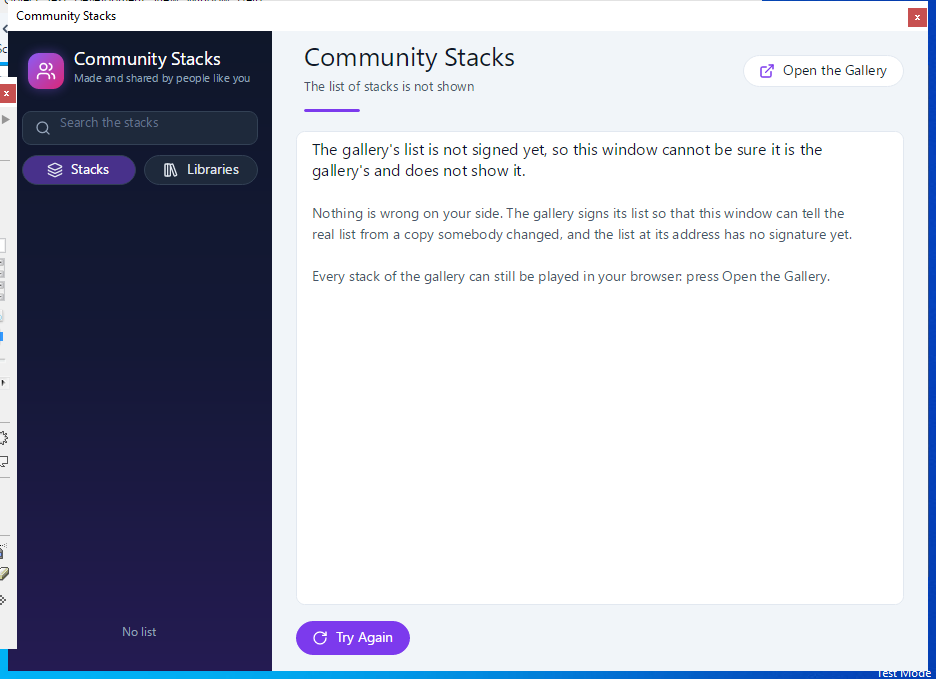 Community Stacks
x
Community Stacks
Made and shared by people like you
Search the stacks
Stacks
Libraries
No list
Community Stacks
The list of stacks is not shown
Open the Gallery
The gallery's list is not signed yet, so this window cannot be sure it is the
gallery's and does not show it.
Nothing is wrong on your side. The gallery signs its list so that this window can tell the
real list from a copy somebody changed, and the list at its address has no signature yet.
Every stack of the gallery can still be played in your browser: press Open the Gallery.
Try Again
Test Mode